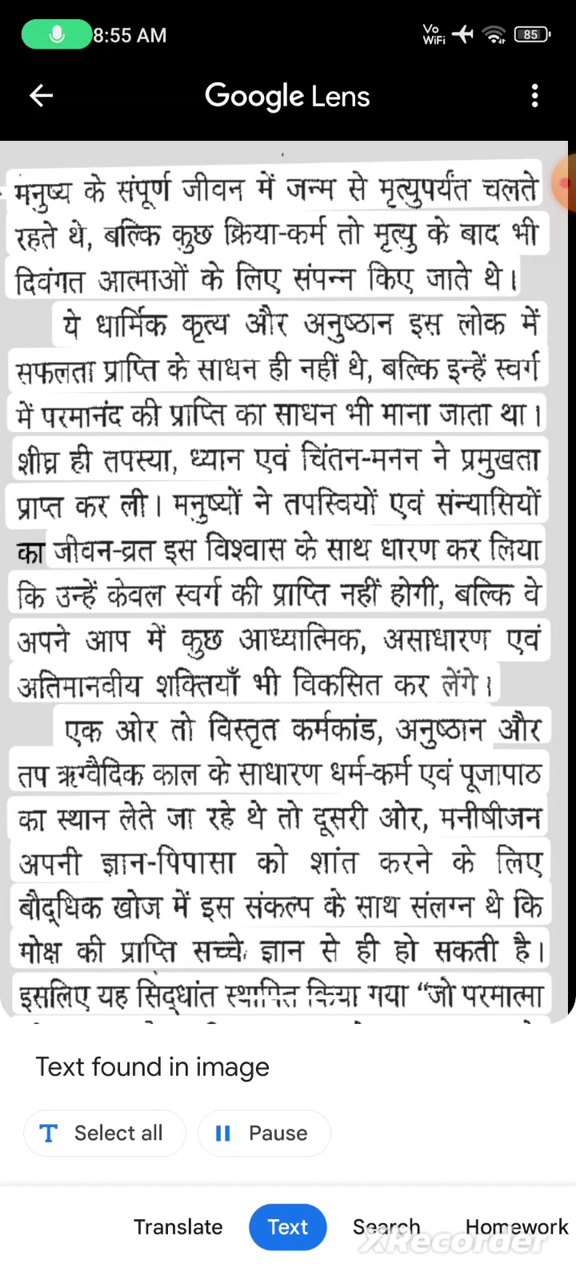 8:55 AM
Vo WiFi
85
Google Lens
मनुष्य के संपूर्ण जीवन में जन्म से मृत्युपर्यंत चलते
रहते थे, बल्कि कुछ क्रिया-कर्म तो मृत्यु के बाद भी
दिवंगत आत्माओं के लिए संपन्न किए जाते थे।
ये धार्मिक कृत्य और अनुष्ठान इस लोक में
सफलता प्राप्ति के साधन ही नहीं थे, बल्कि इन्हें स्वर्ग
में परमानंद की प्राप्ति का साधन भी माना जाता था।
शीघ्र ही तपस्या, ध्यान एवं चिंतन-मनन ने प्रमुखता
प्राप्त कर ली। मनुष्यों ने तपस्वियों एवं संन्यासियों
का जीवन-व्रत इस विश्वास के साथ धारण कर लिया
कि उन्हें केवल स्वर्ग की प्राप्ति नहीं होगी, बल्कि वे
अपने आप में कुछ आध्यात्मिक, असाधारण एवं
अतिमानवीय शक्तियाँ भी विकसित कर लेंगे।
एक ओर तो विस्तृत कर्मकांड, अनुष्ठान और
तप ऋग्वैदिक काल के साधारण धर्म-कर्म एवं पूजापाठ
का स्थान लेते जा रहे थे तो दूसरी ओर, मनीषीजन
अपनी ज्ञान-पिपासा को शांत करने के लिए
बौद्धिक खोज में इस संकल्प के साथ संलग्न थे कि
मोक्ष की प्राप्ति सच्चे ज्ञान से ही हो सकती है।
इसलिए यह सिद्धांत स्थापित किया गया “जो परमात्मा
Text found in image
Select all
Pause
Translate Text Search Homework
XRecorder